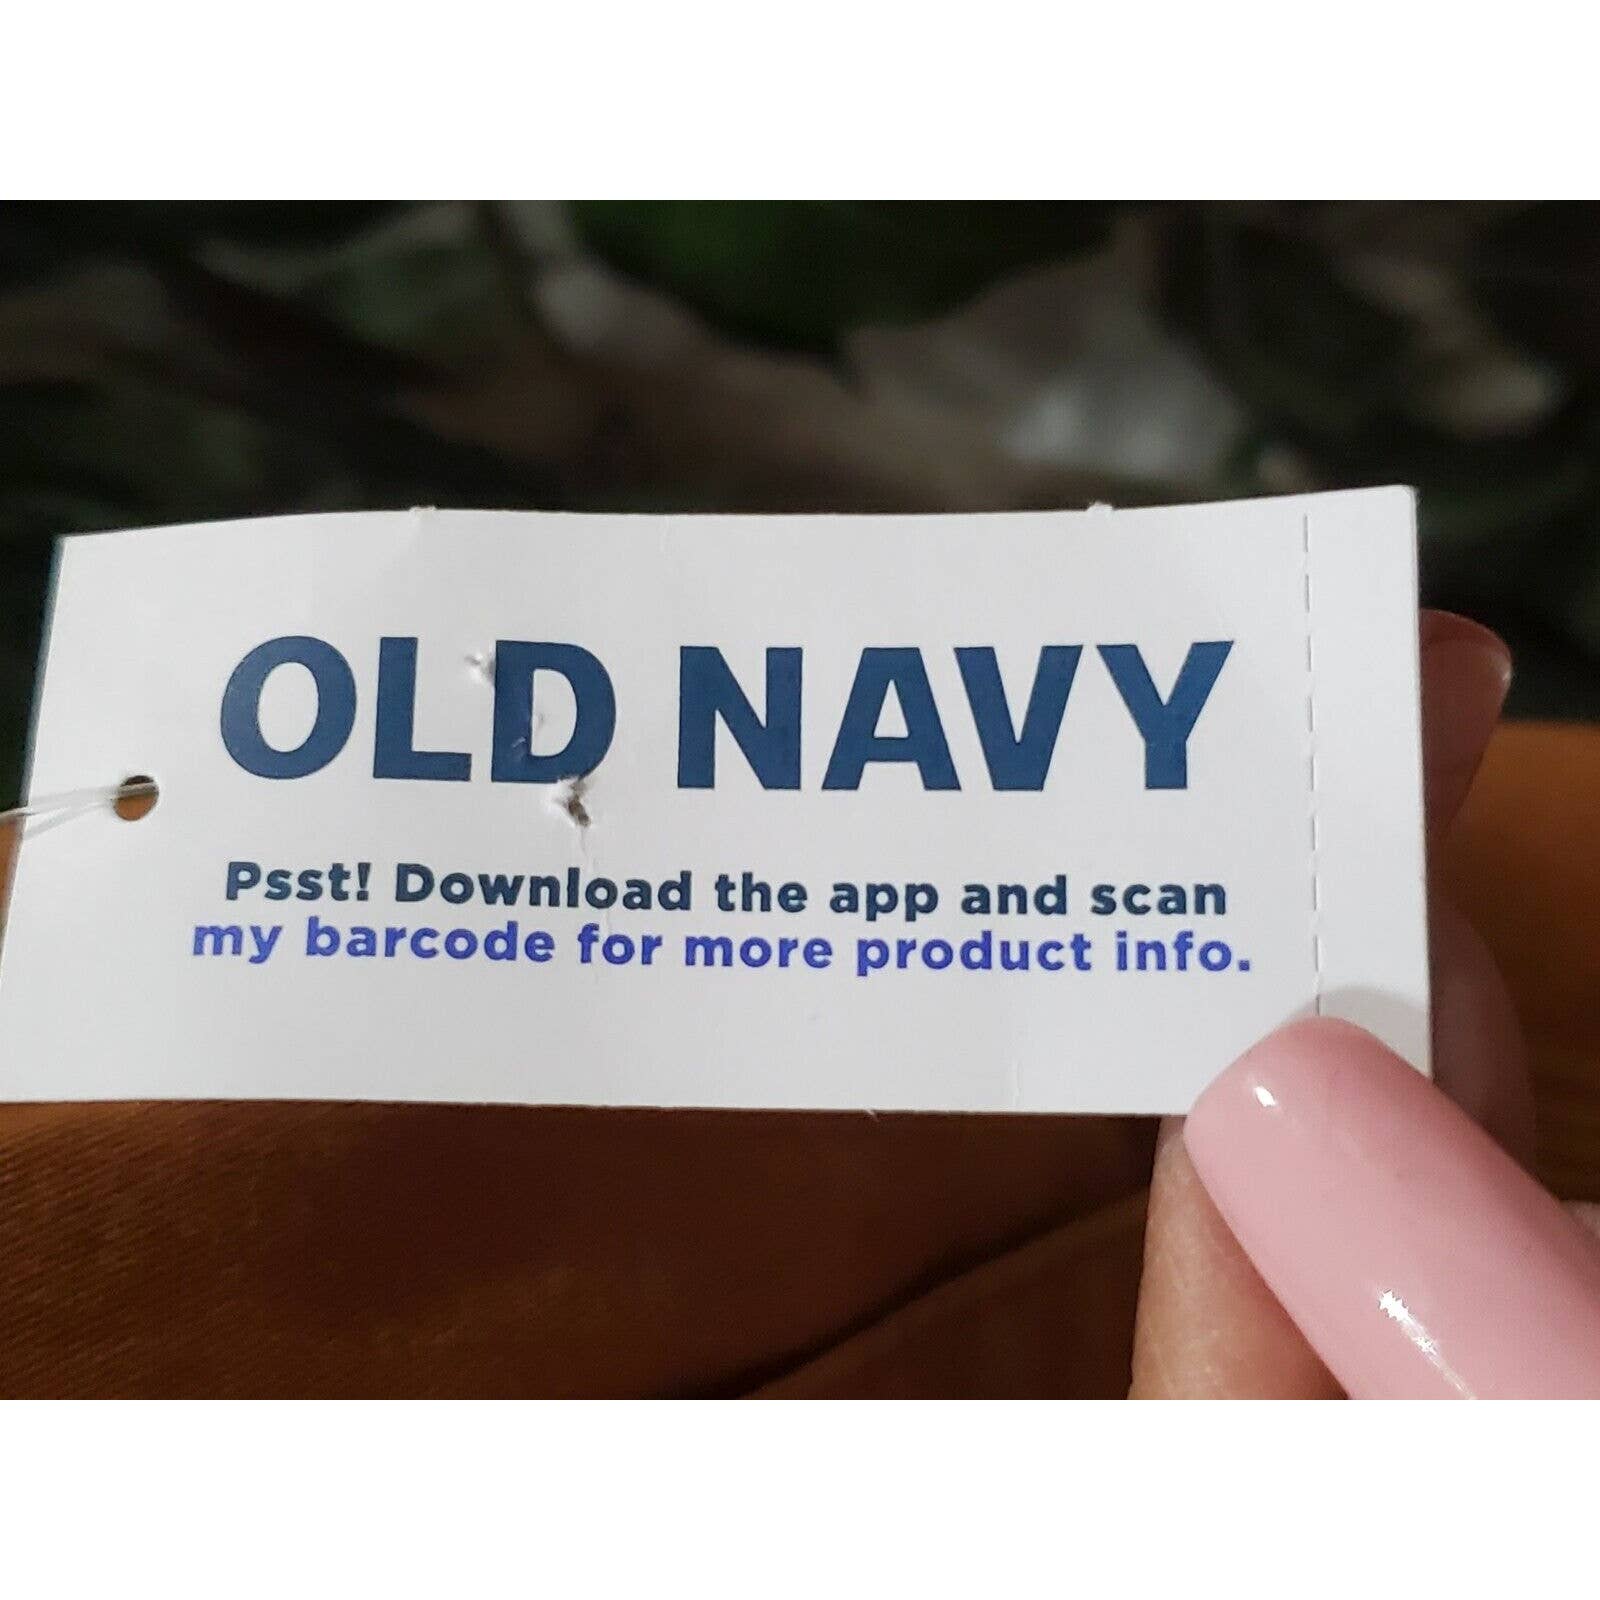 OLD NAVY
Psst! Download the app and scan
my barcode for more product info.